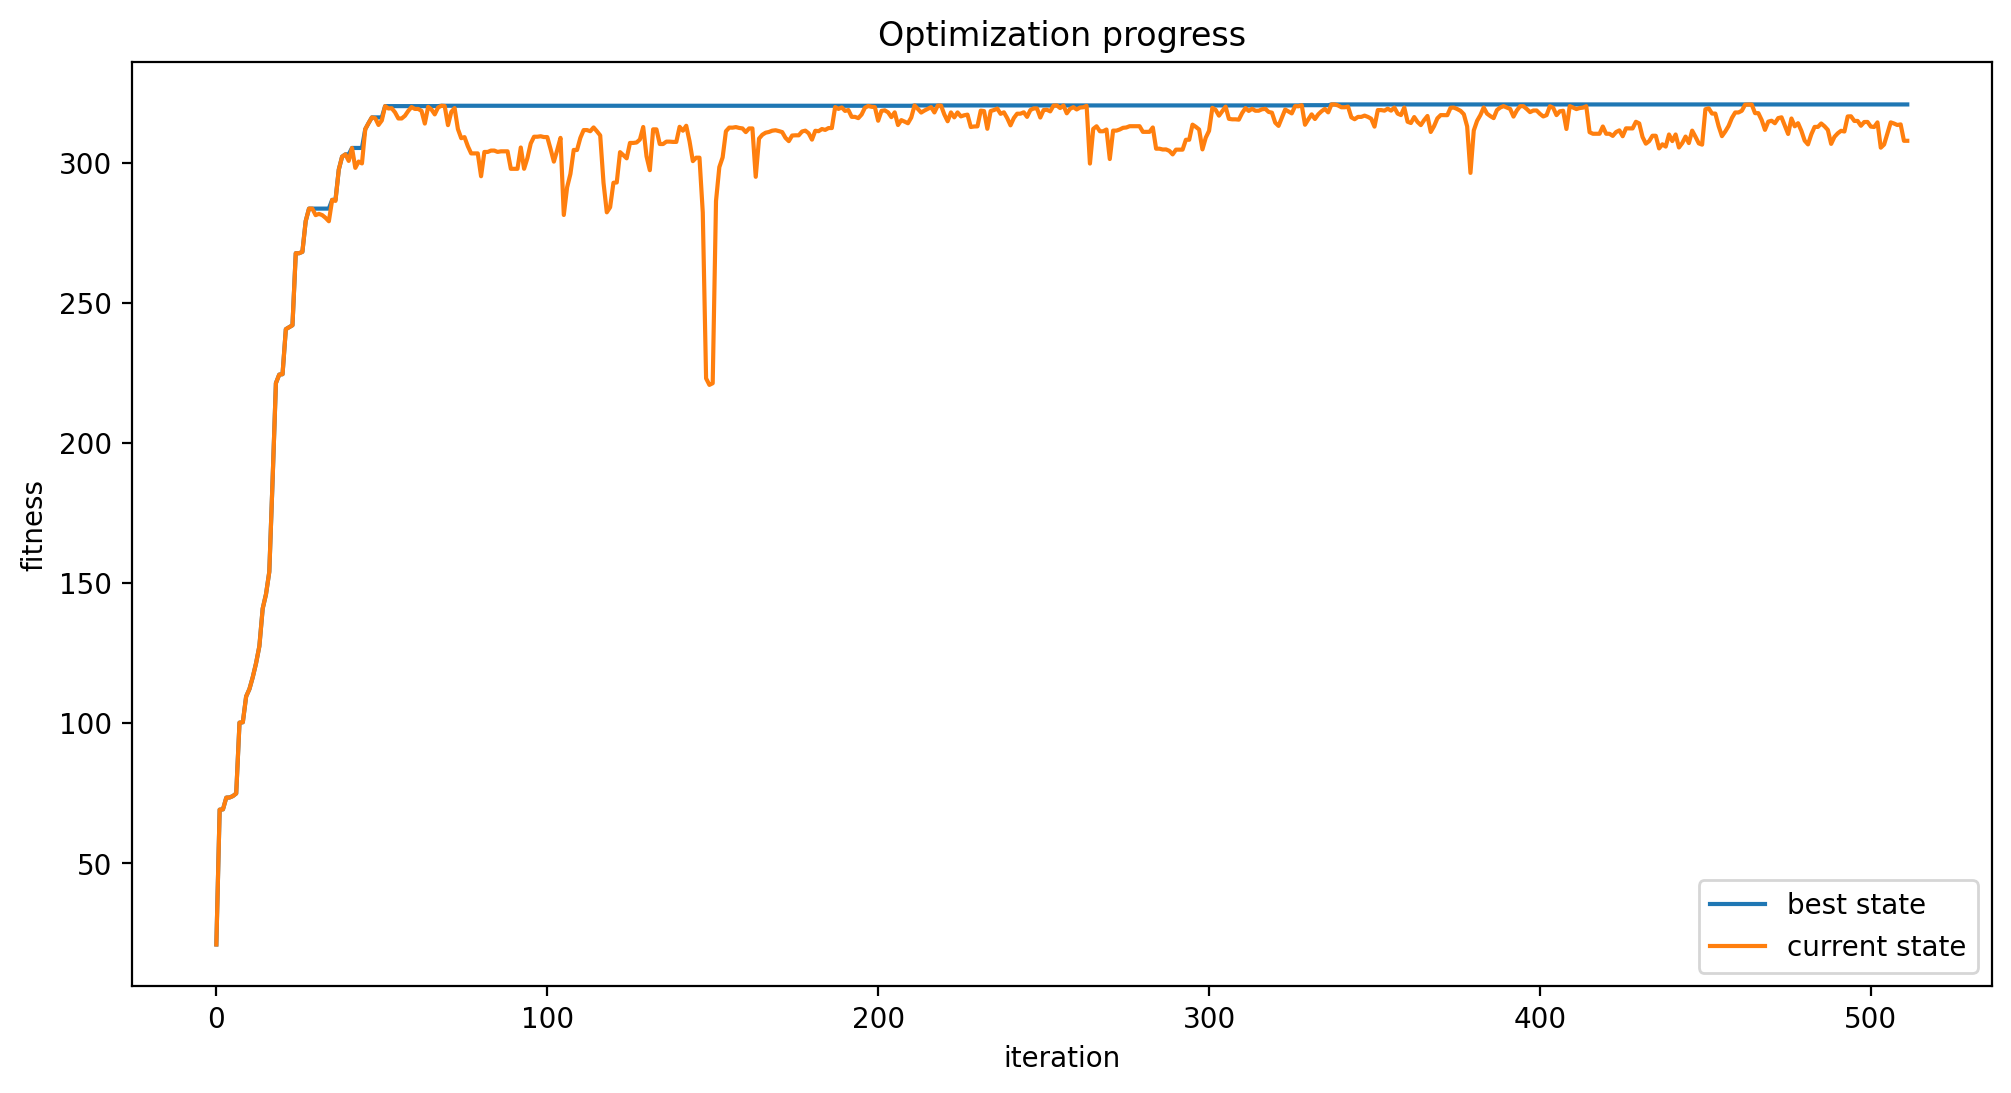 Optimization progress
fitness
300
250
200
150
100
50
0 100 200 300 400 500
iteration
best state
current state